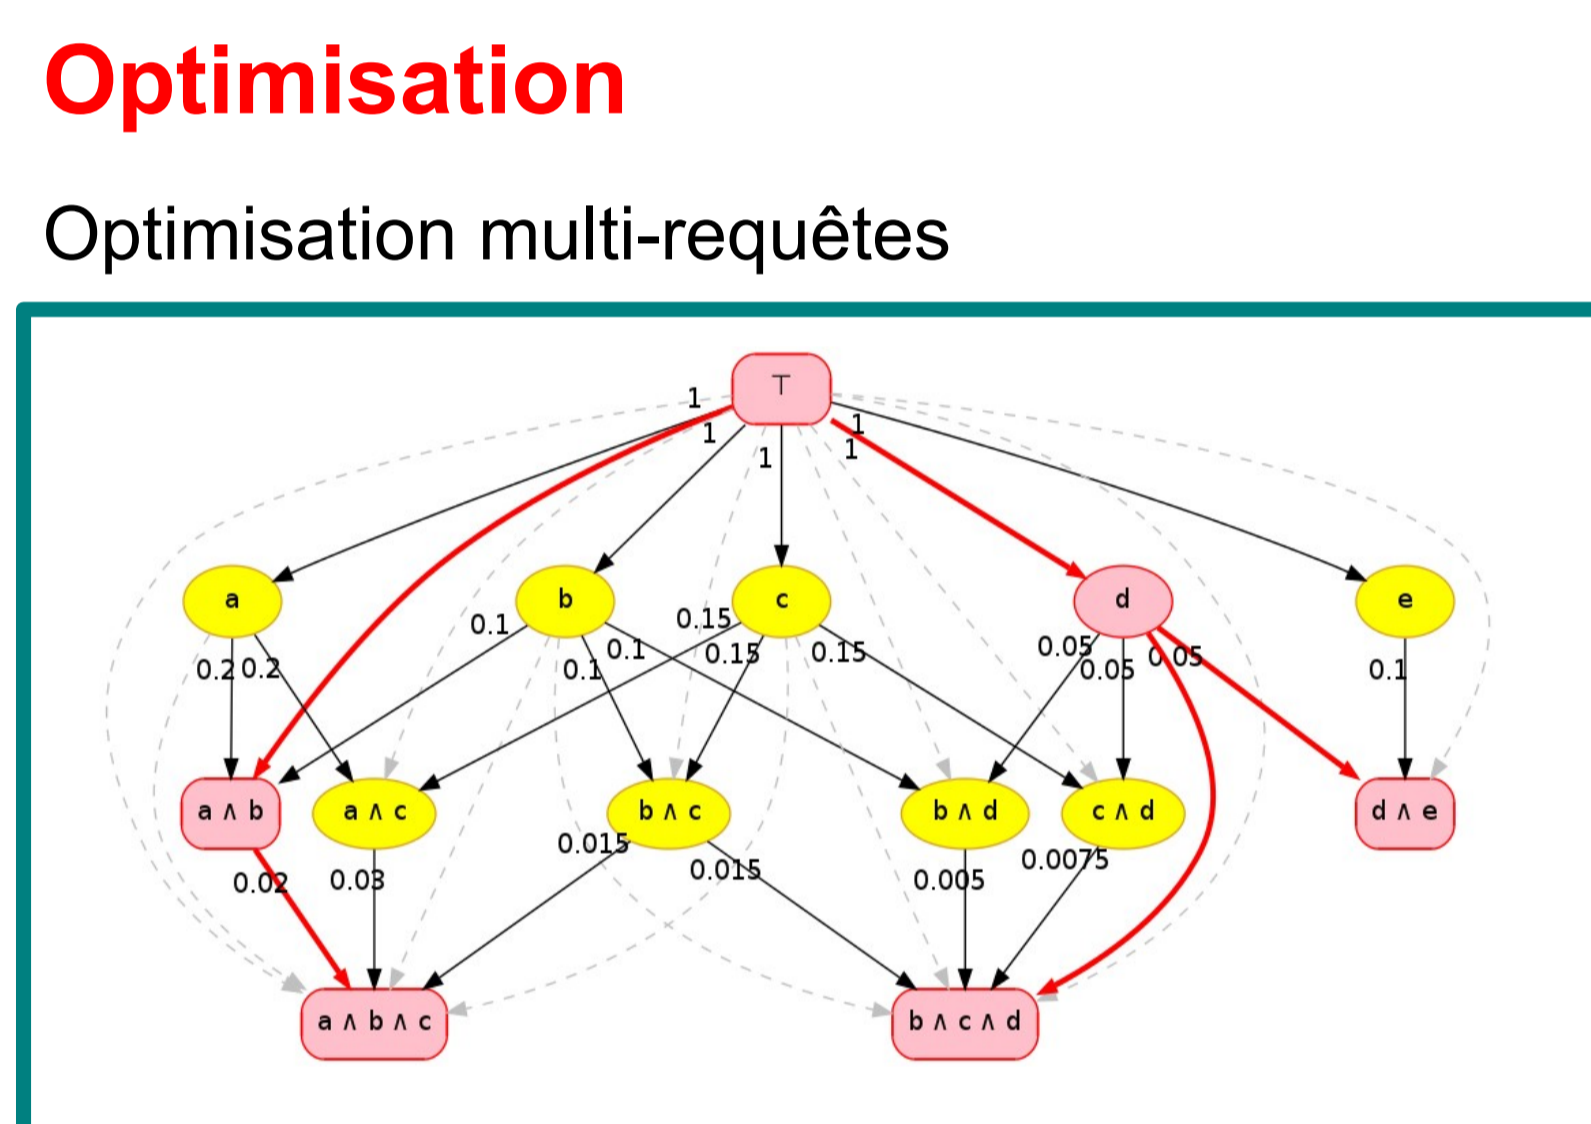 Optimisation
Optimisation multi-requêtes
⊤
1
1
1
1
1
a
b
c
d
e
0.1
0.15
0.1
0.15
0.15
0.05
0.05
0.05
0.2
0.2
0.1
0.1
a ∧ b
a ∧ c
b ∧ c
b ∧ d
c ∧ d
d ∧ e
0.015
0.015
0.0075
0.02
0.03
0.005
a ∧ b ∧ c
b ∧ c ∧ d